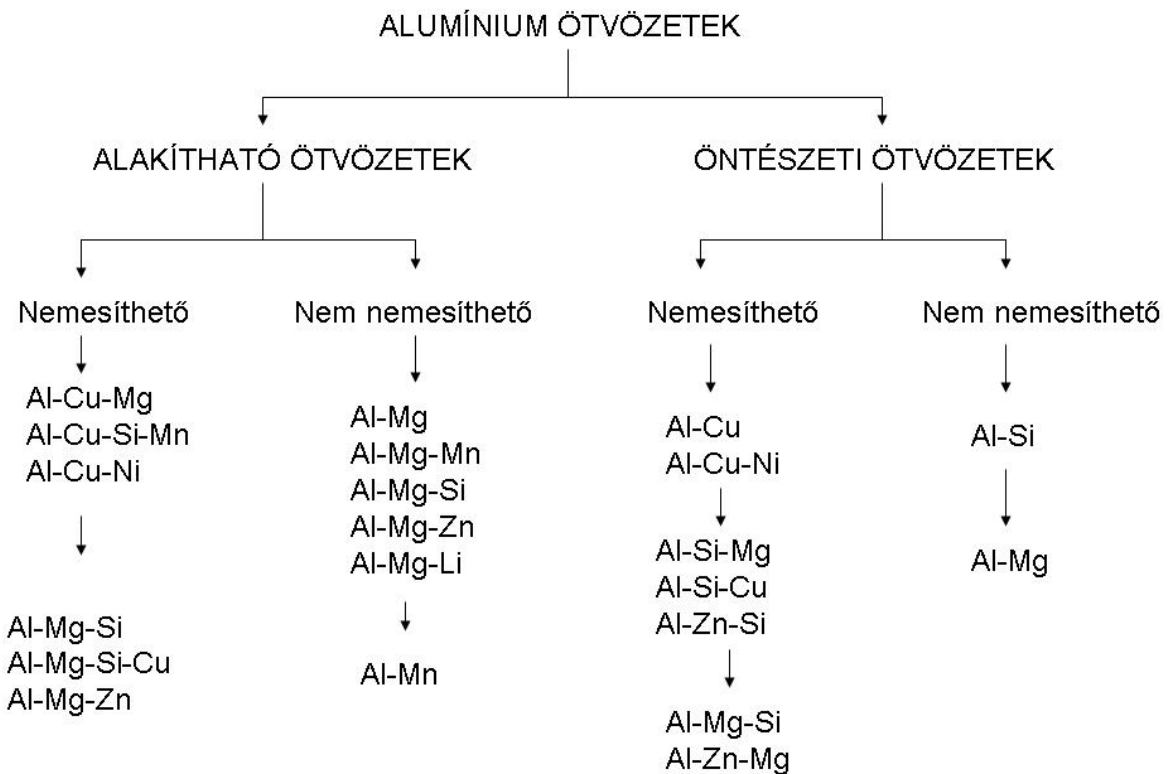 ALUMÍNIUM ÖTVÖZETEK
ALAKÍTHATÓ ÖTVÖZETEK
ÖNTÉSZETI ÖTVÖZETEK
Nemesíthető
Nem nemesíthető
Nemesíthető
Nem nemesíthető
Al-Cu-Mg
Al-Cu-Si-Mn
Al-Cu-Ni
Al-Mg-Si
Al-Mg-Si-Cu
Al-Mg-Zn
Al-Mg
Al-Mg-Mn
Al-Mg-Si
Al-Mg-Zn
Al-Mg-Li
Al-Mn
Al-Cu
Al-Cu-Ni
Al-Si-Mg
Al-Si-Cu
Al-Zn-Si
Al-Mg-Si
Al-Zn-Mg
Al-Si
Al-Mg